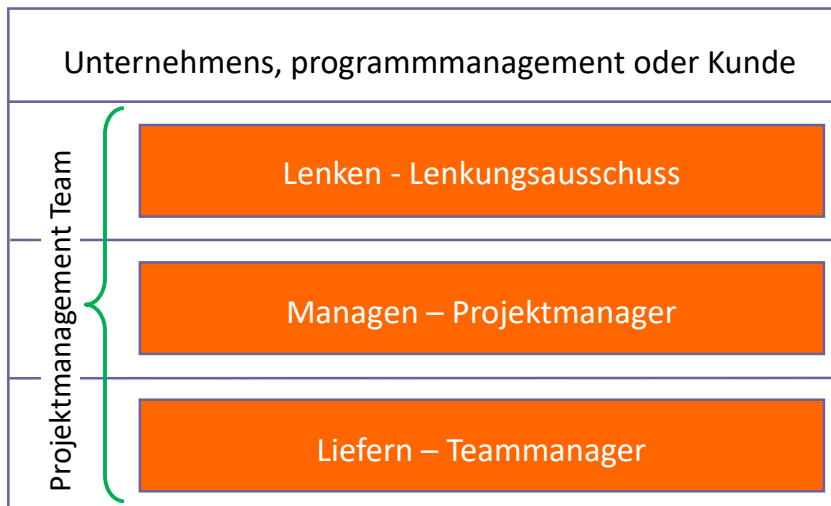 Unternehmens, programmmanagement oder Kunde
Projektmanagement Team
Lenken - Lenkungsausschuss
Managen – Projektmanager
Liefern – Teammanager